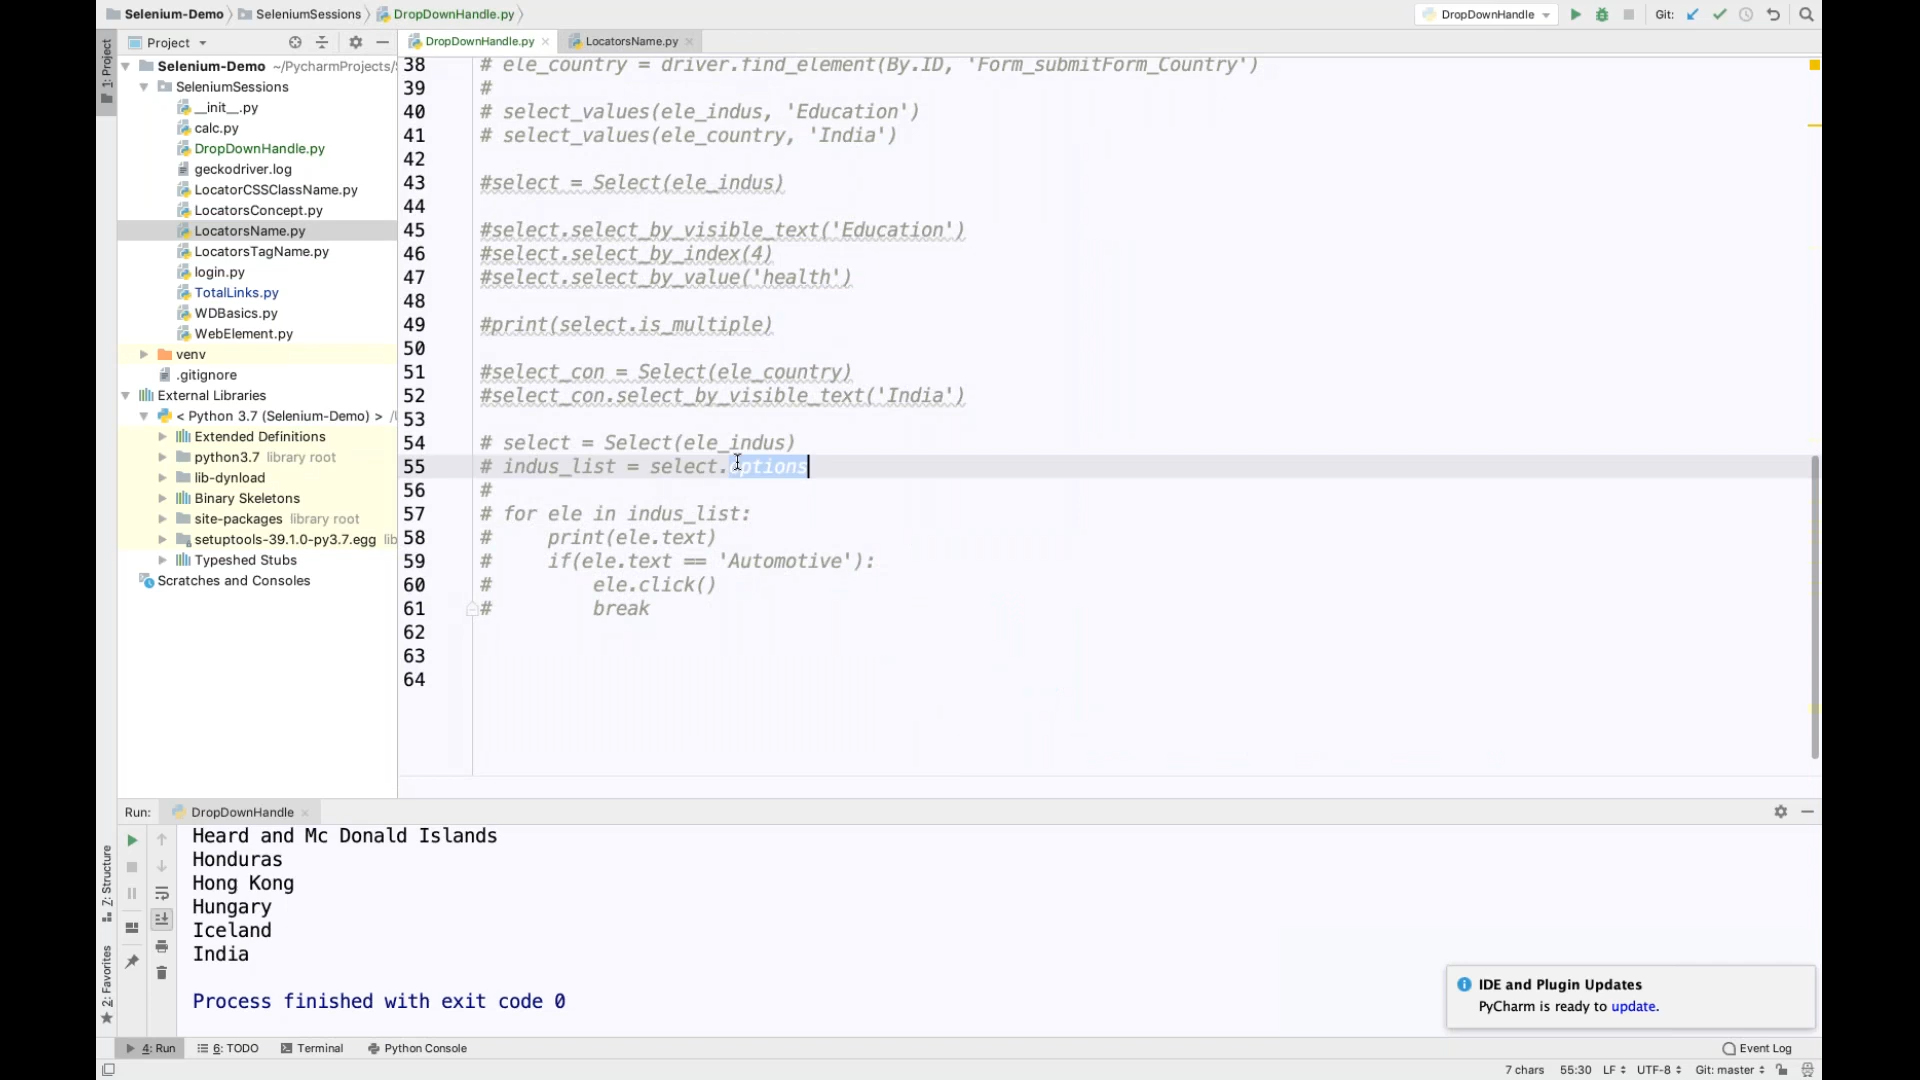 Selenium-Demo
SeleniumSessions
DropDownHandle.py
DropDownHandle
Git:
1: Project
Project
DropDownHandle.py
LocatorsName.py
Selenium-Demo ~/PycharmProjects/
SeleniumSessions
__init__.py
calc.py
DropDownHandle.py
geckodriver.log
LocatorCSSClassName.py
LocatorsConcept.py
LocatorsName.py
LocatorsTagName.py
login.py
TotalLinks.py
WDBasics.py
WebElement.py
venv
.gitignore
External Libraries
< Python 3.7 (Selenium-Demo) >
Extended Definitions
python3.7 library root
lib-dynload
Binary Skeletons
site-packages library root
setuptools-39.1.0-py3.7.egg lib
Typeshed Stubs
Scratches and Consoles
38 # ele_country = driver.find_element(By.ID, 'Form_submitForm_Country')
39 #
40 # select_values(ele_indus, 'Education')
41 # select_values(ele_country, 'India')
42
43 #select = Select(ele_indus)
44
45 #select.select_by_visible_text('Education')
46 #select.select_by_index(4)
47 #select.select_by_value('health')
48
49 #print(select.is_multiple)
50
51 #select_con = Select(ele_country)
52 #select_con.select_by_visible_text('India')
53
54 # select = Select(ele_indus)
55 # indus_list = select.options
56 #
57 # for ele in indus_list:
58 #     print(ele.text)
59 #     if(ele.text == 'Automotive'):
60 #         ele.click()
61 #         break
62
63
64
Run: DropDownHandle
Heard and Mc Donald Islands
Honduras
Hong Kong
Hungary
Iceland
India
Process finished with exit code 0
Z: Structure
2: Favorites
IDE and Plugin Updates
PyCharm is ready to update.
4: Run
6: TODO
Terminal
Python Console
Event Log
7 chars 55:30 LF UTF-8 Git: master